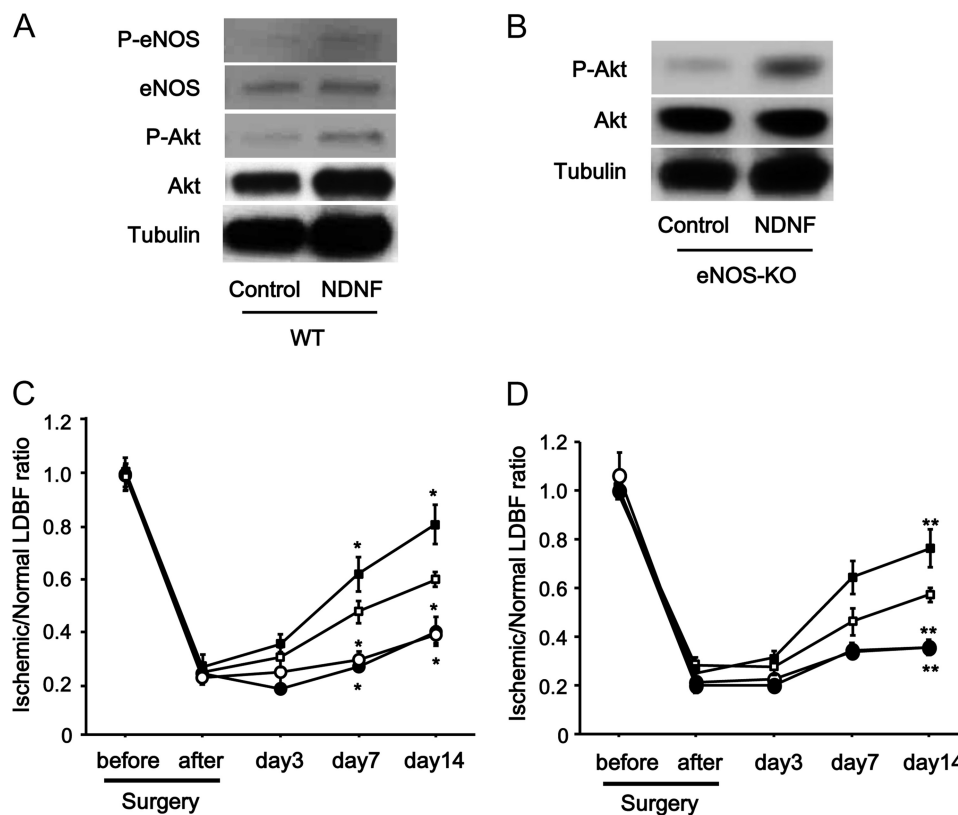 A
P-eNOS
eNOS
P-Akt
Akt
Tubulin
Control NDNF
WT
B
P-Akt
Akt
Tubulin
Control NDNF
eNOS-KO
C
Ischemic/Normal LDBF ratio
1.2
1.0
0.8
0.6
0.4
0.2
0
*
*
*
*
*
*
before after day3 day7 day14
Surgery
D
Ischemic/Normal LDBF ratio
1.2
1.0
0.8
0.6
0.4
0.2
0
**
**
**
before after day3 day7 day14
Surgery